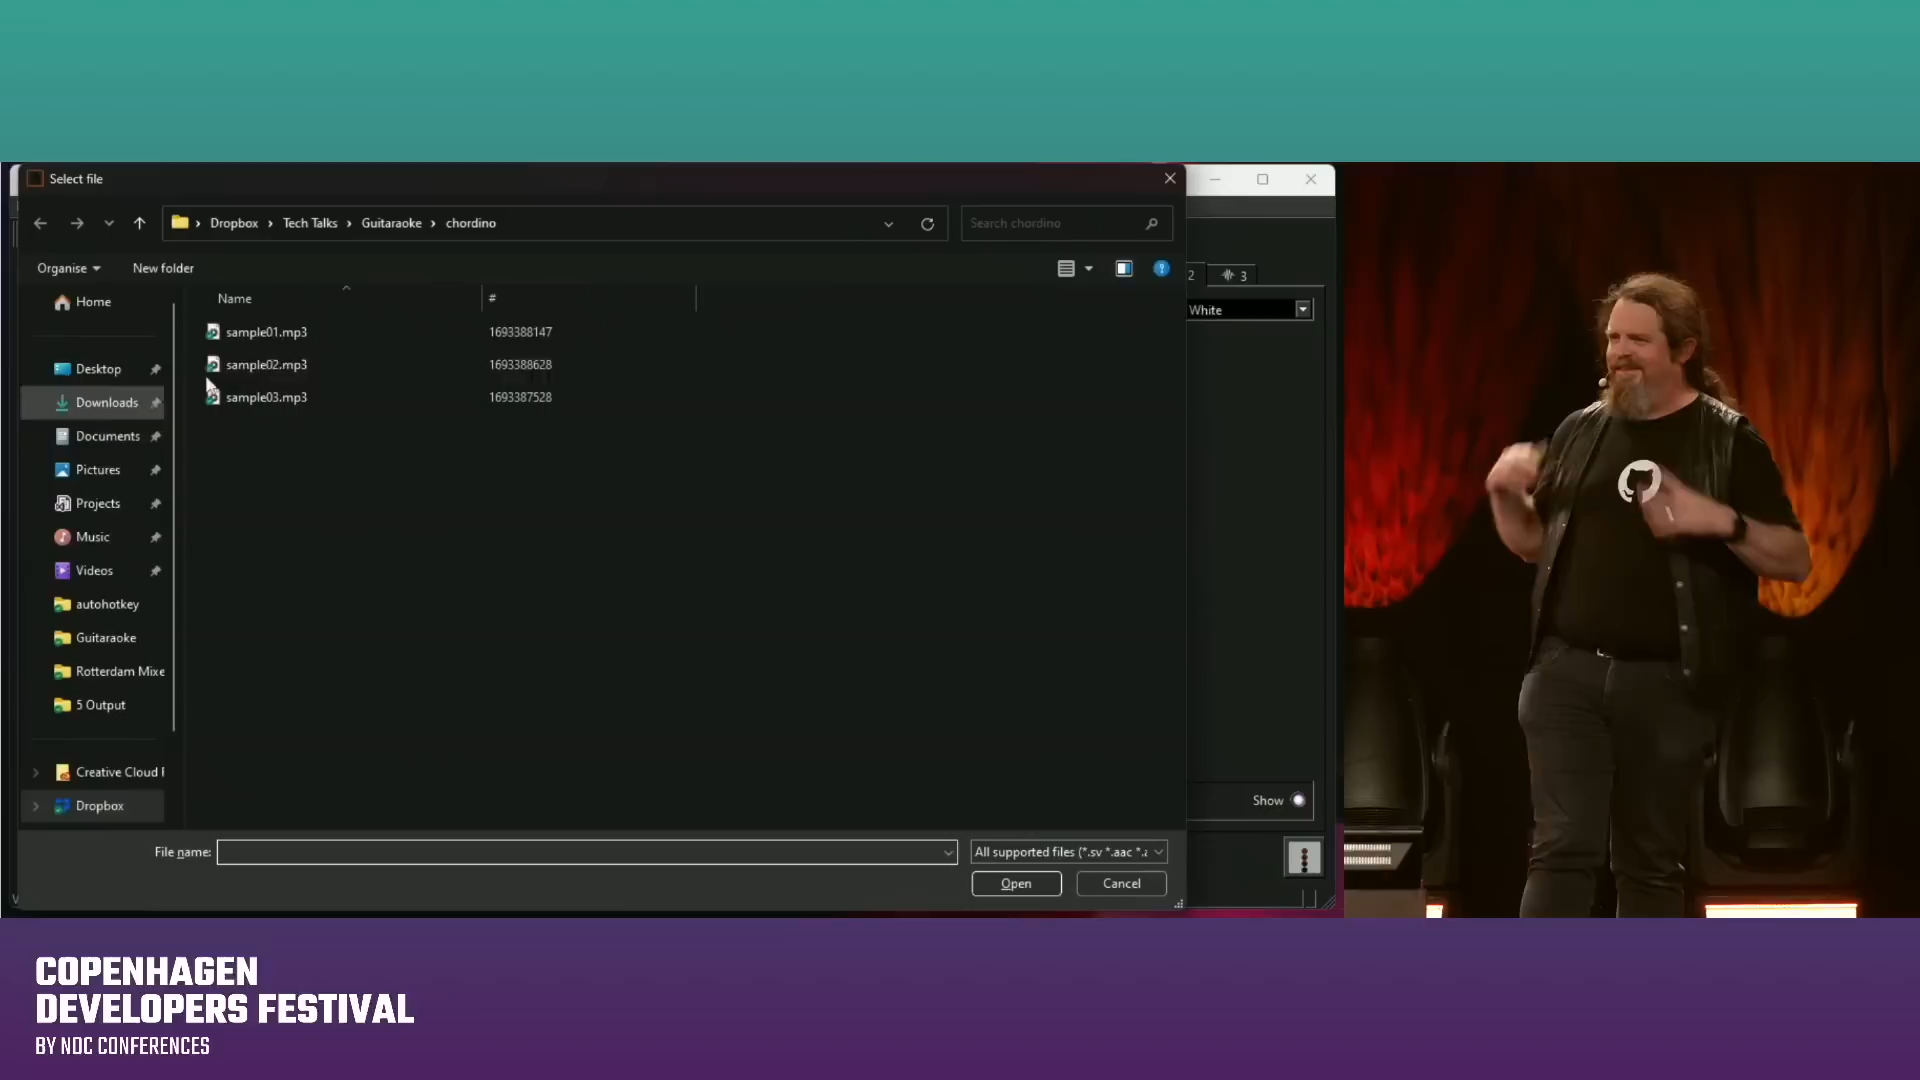 Select file
Dropbox > Tech Talks > Guitaraoke > chordino
Search chordino
Organise
New folder
Name
#
sample01.mp3 1693388147
sample02.mp3 1693388628
sample03.mp3 1693387528
Home
Desktop
Downloads
Documents
Pictures
Projects
Music
Videos
autohotkey
Guitaraoke
Rotterdam Mixe
5 Output
Creative Cloud F
Dropbox
2
3
White
Show
File name:
All supported files (*.sv *.aac *.a
Open
Cancel
COPENHAGEN
DEVELOPERS FESTIVAL
BY NDC CONFERENCES